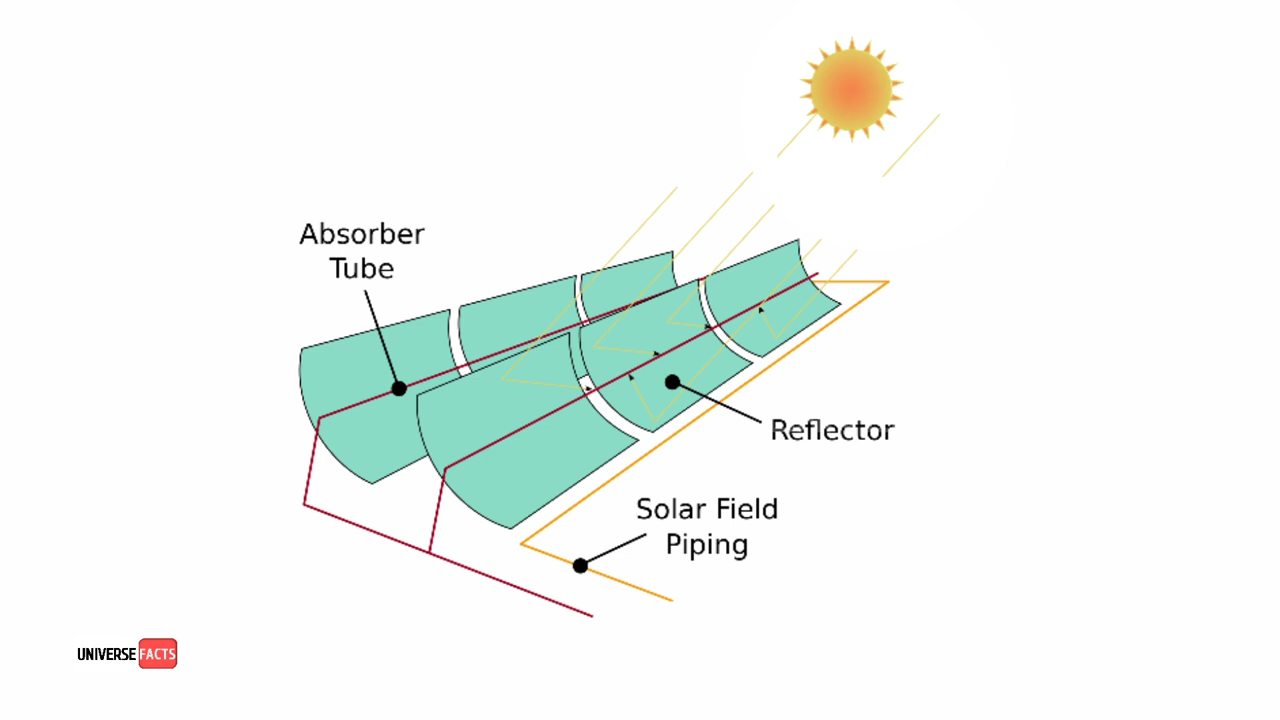 Absorber
Tube
Reflector
Solar Field
Piping
UNIVERSE FACTS